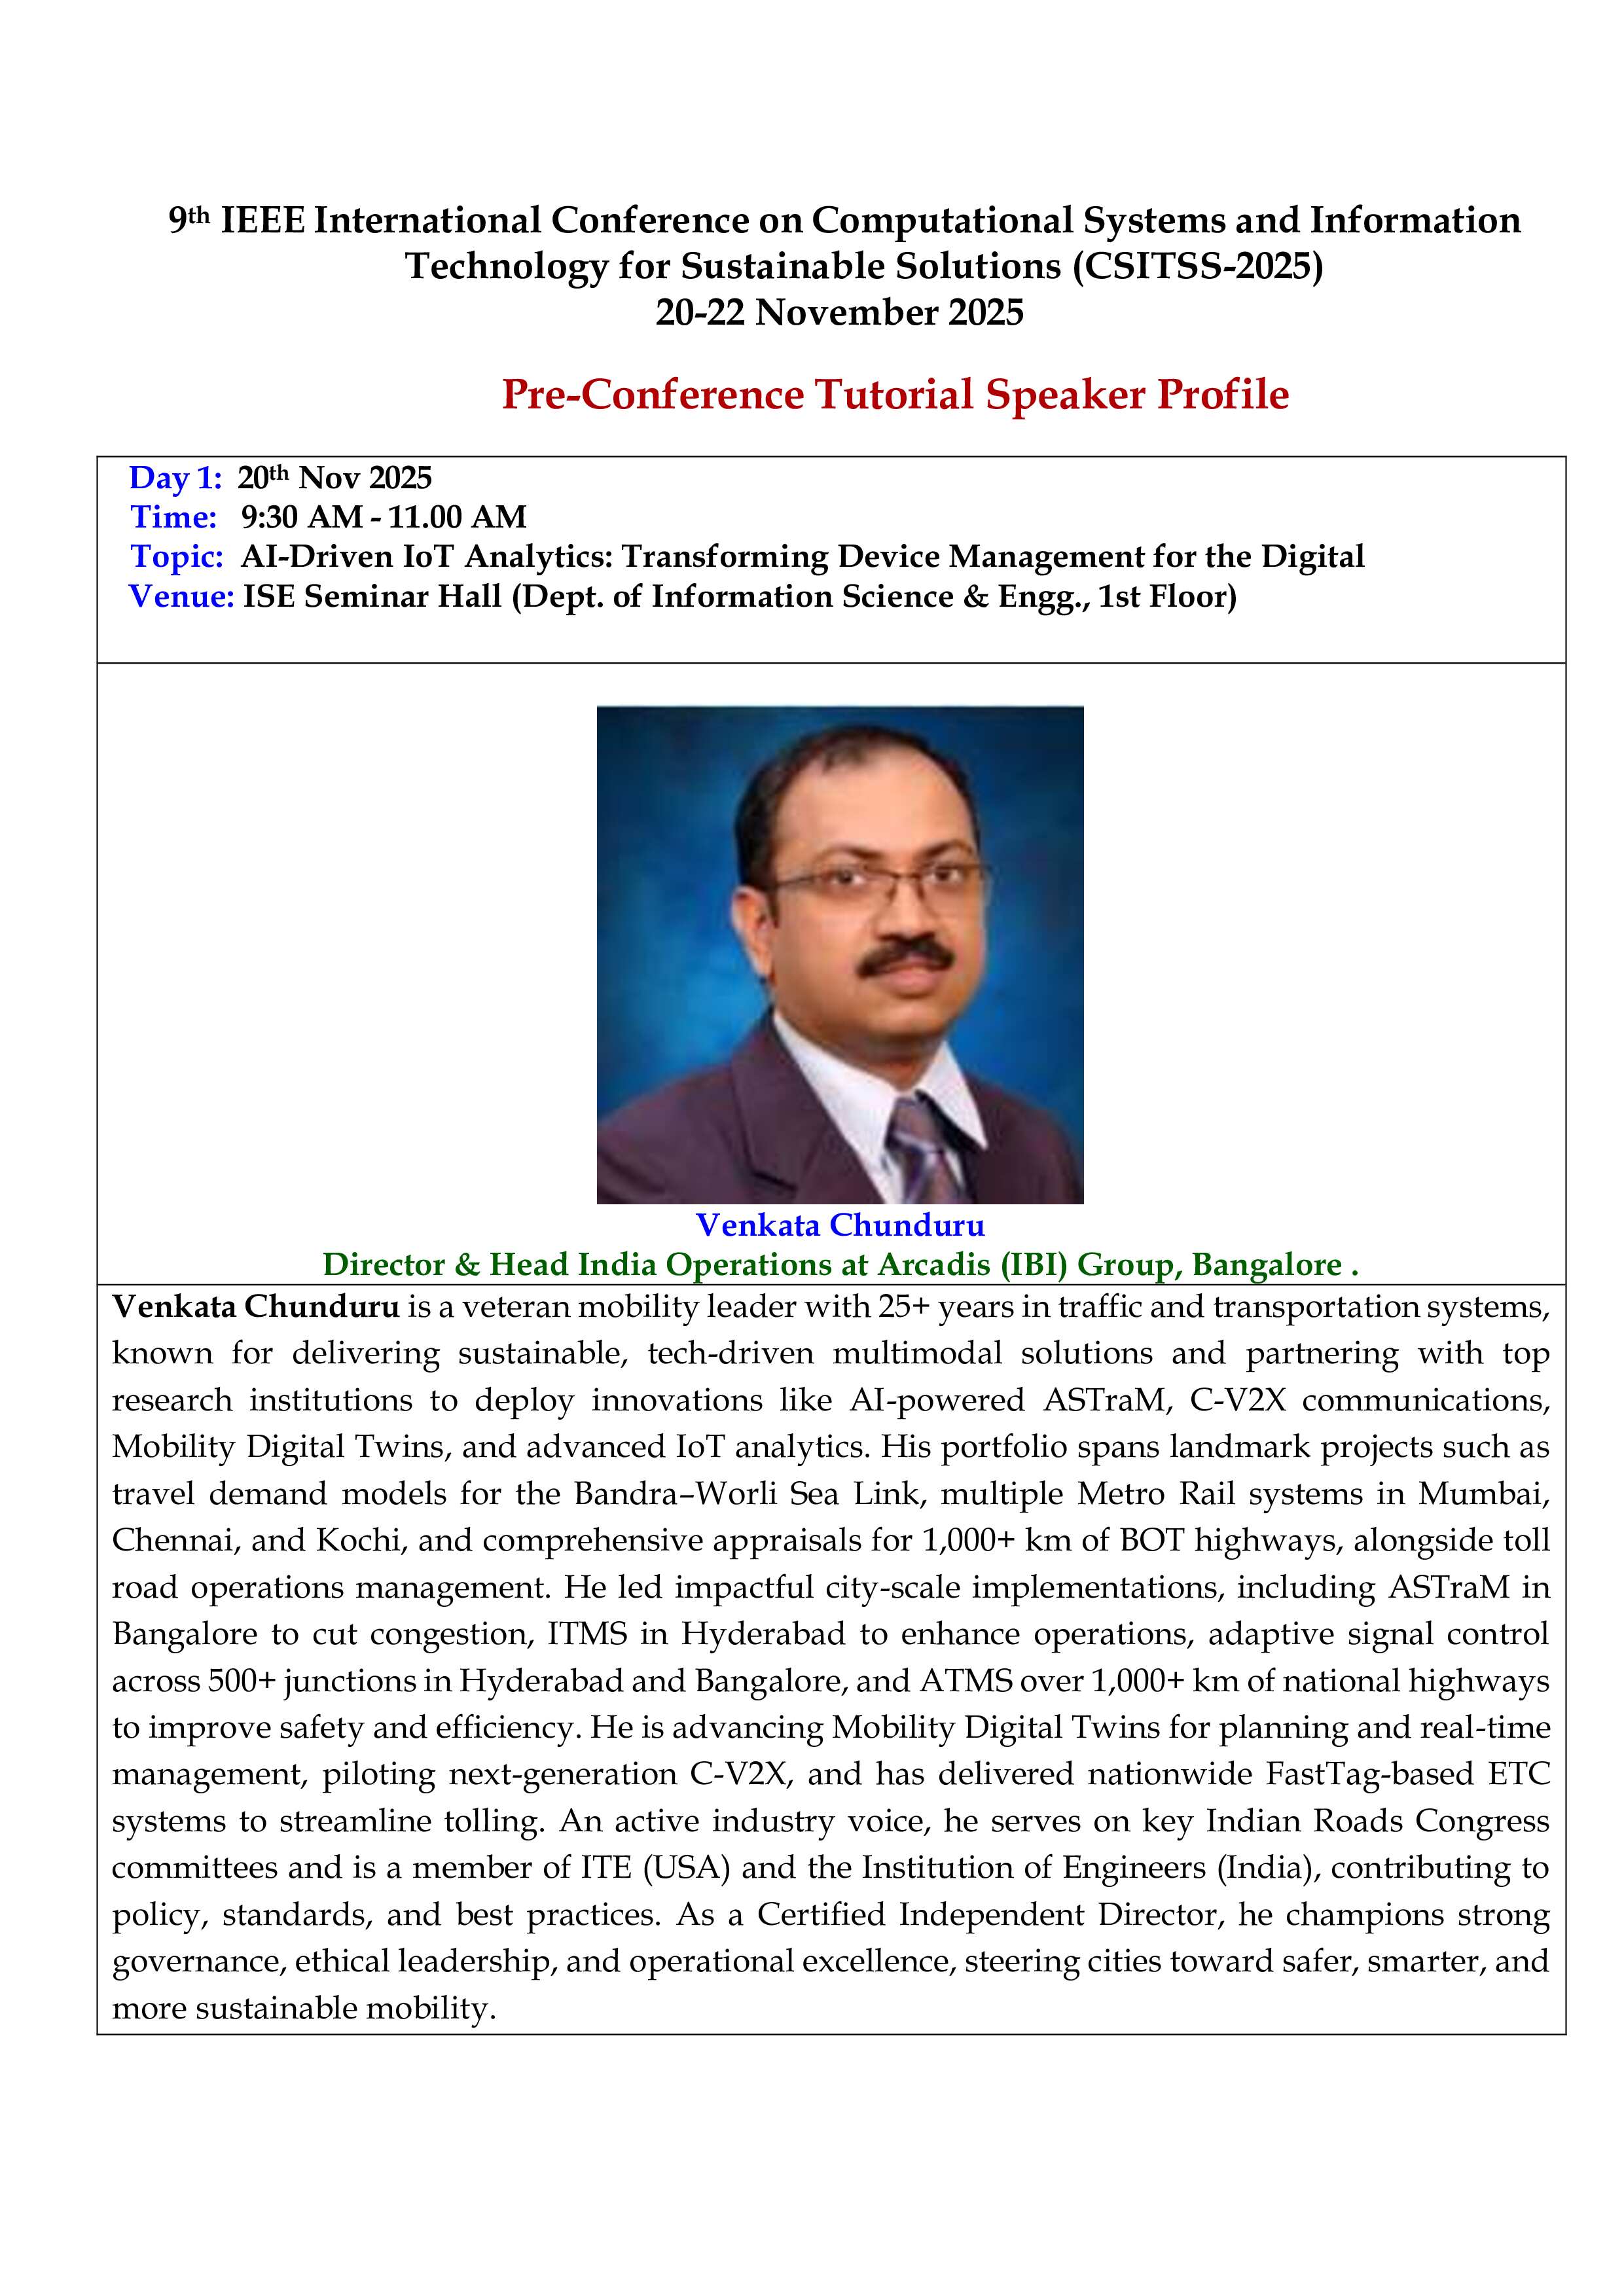 9th IEEE International Conference on Computational Systems and Information
Technology for Sustainable Solutions (CSITSS-2025)
20-22 November 2025
Pre-Conference Tutorial Speaker Profile
Day 1: 20th Nov 2025
Time: 9:30 AM - 11.00 AM
Topic: AI-Driven IoT Analytics: Transforming Device Management for the Digital
Venue: ISE Seminar Hall (Dept. of Information Science & Engg., 1st Floor)
Venkata Chunduru
Director & Head India Operations at Arcadis (IBI) Group, Bangalore .
Venkata Chunduru is a veteran mobility leader with 25+ years in traffic and transportation systems,
known for delivering sustainable, tech-driven multimodal solutions and partnering with top
research institutions to deploy innovations like AI-powered ASTraM, C-V2X communications,
Mobility Digital Twins, and advanced IoT analytics. His portfolio spans landmark projects such as
travel demand models for the Bandra–Worli Sea Link, multiple Metro Rail systems in Mumbai,
Chennai, and Kochi, and comprehensive appraisals for 1,000+ km of BOT highways, alongside toll
road operations management. He led impactful city-scale implementations, including ASTraM in
Bangalore to cut congestion, ITMS in Hyderabad to enhance operations, adaptive signal control
across 500+ junctions in Hyderabad and Bangalore, and ATMS over 1,000+ km of national highways
to improve safety and efficiency. He is advancing Mobility Digital Twins for planning and real-time
management, piloting next-generation C-V2X, and has delivered nationwide FastTag-based ETC
systems to streamline tolling. An active industry voice, he serves on key Indian Roads Congress
committees and is a member of ITE (USA) and the Institution of Engineers (India), contributing to
policy, standards, and best practices. As a Certified Independent Director, he champions strong
governance, ethical leadership, and operational excellence, steering cities toward safer, smarter, and
more sustainable mobility.